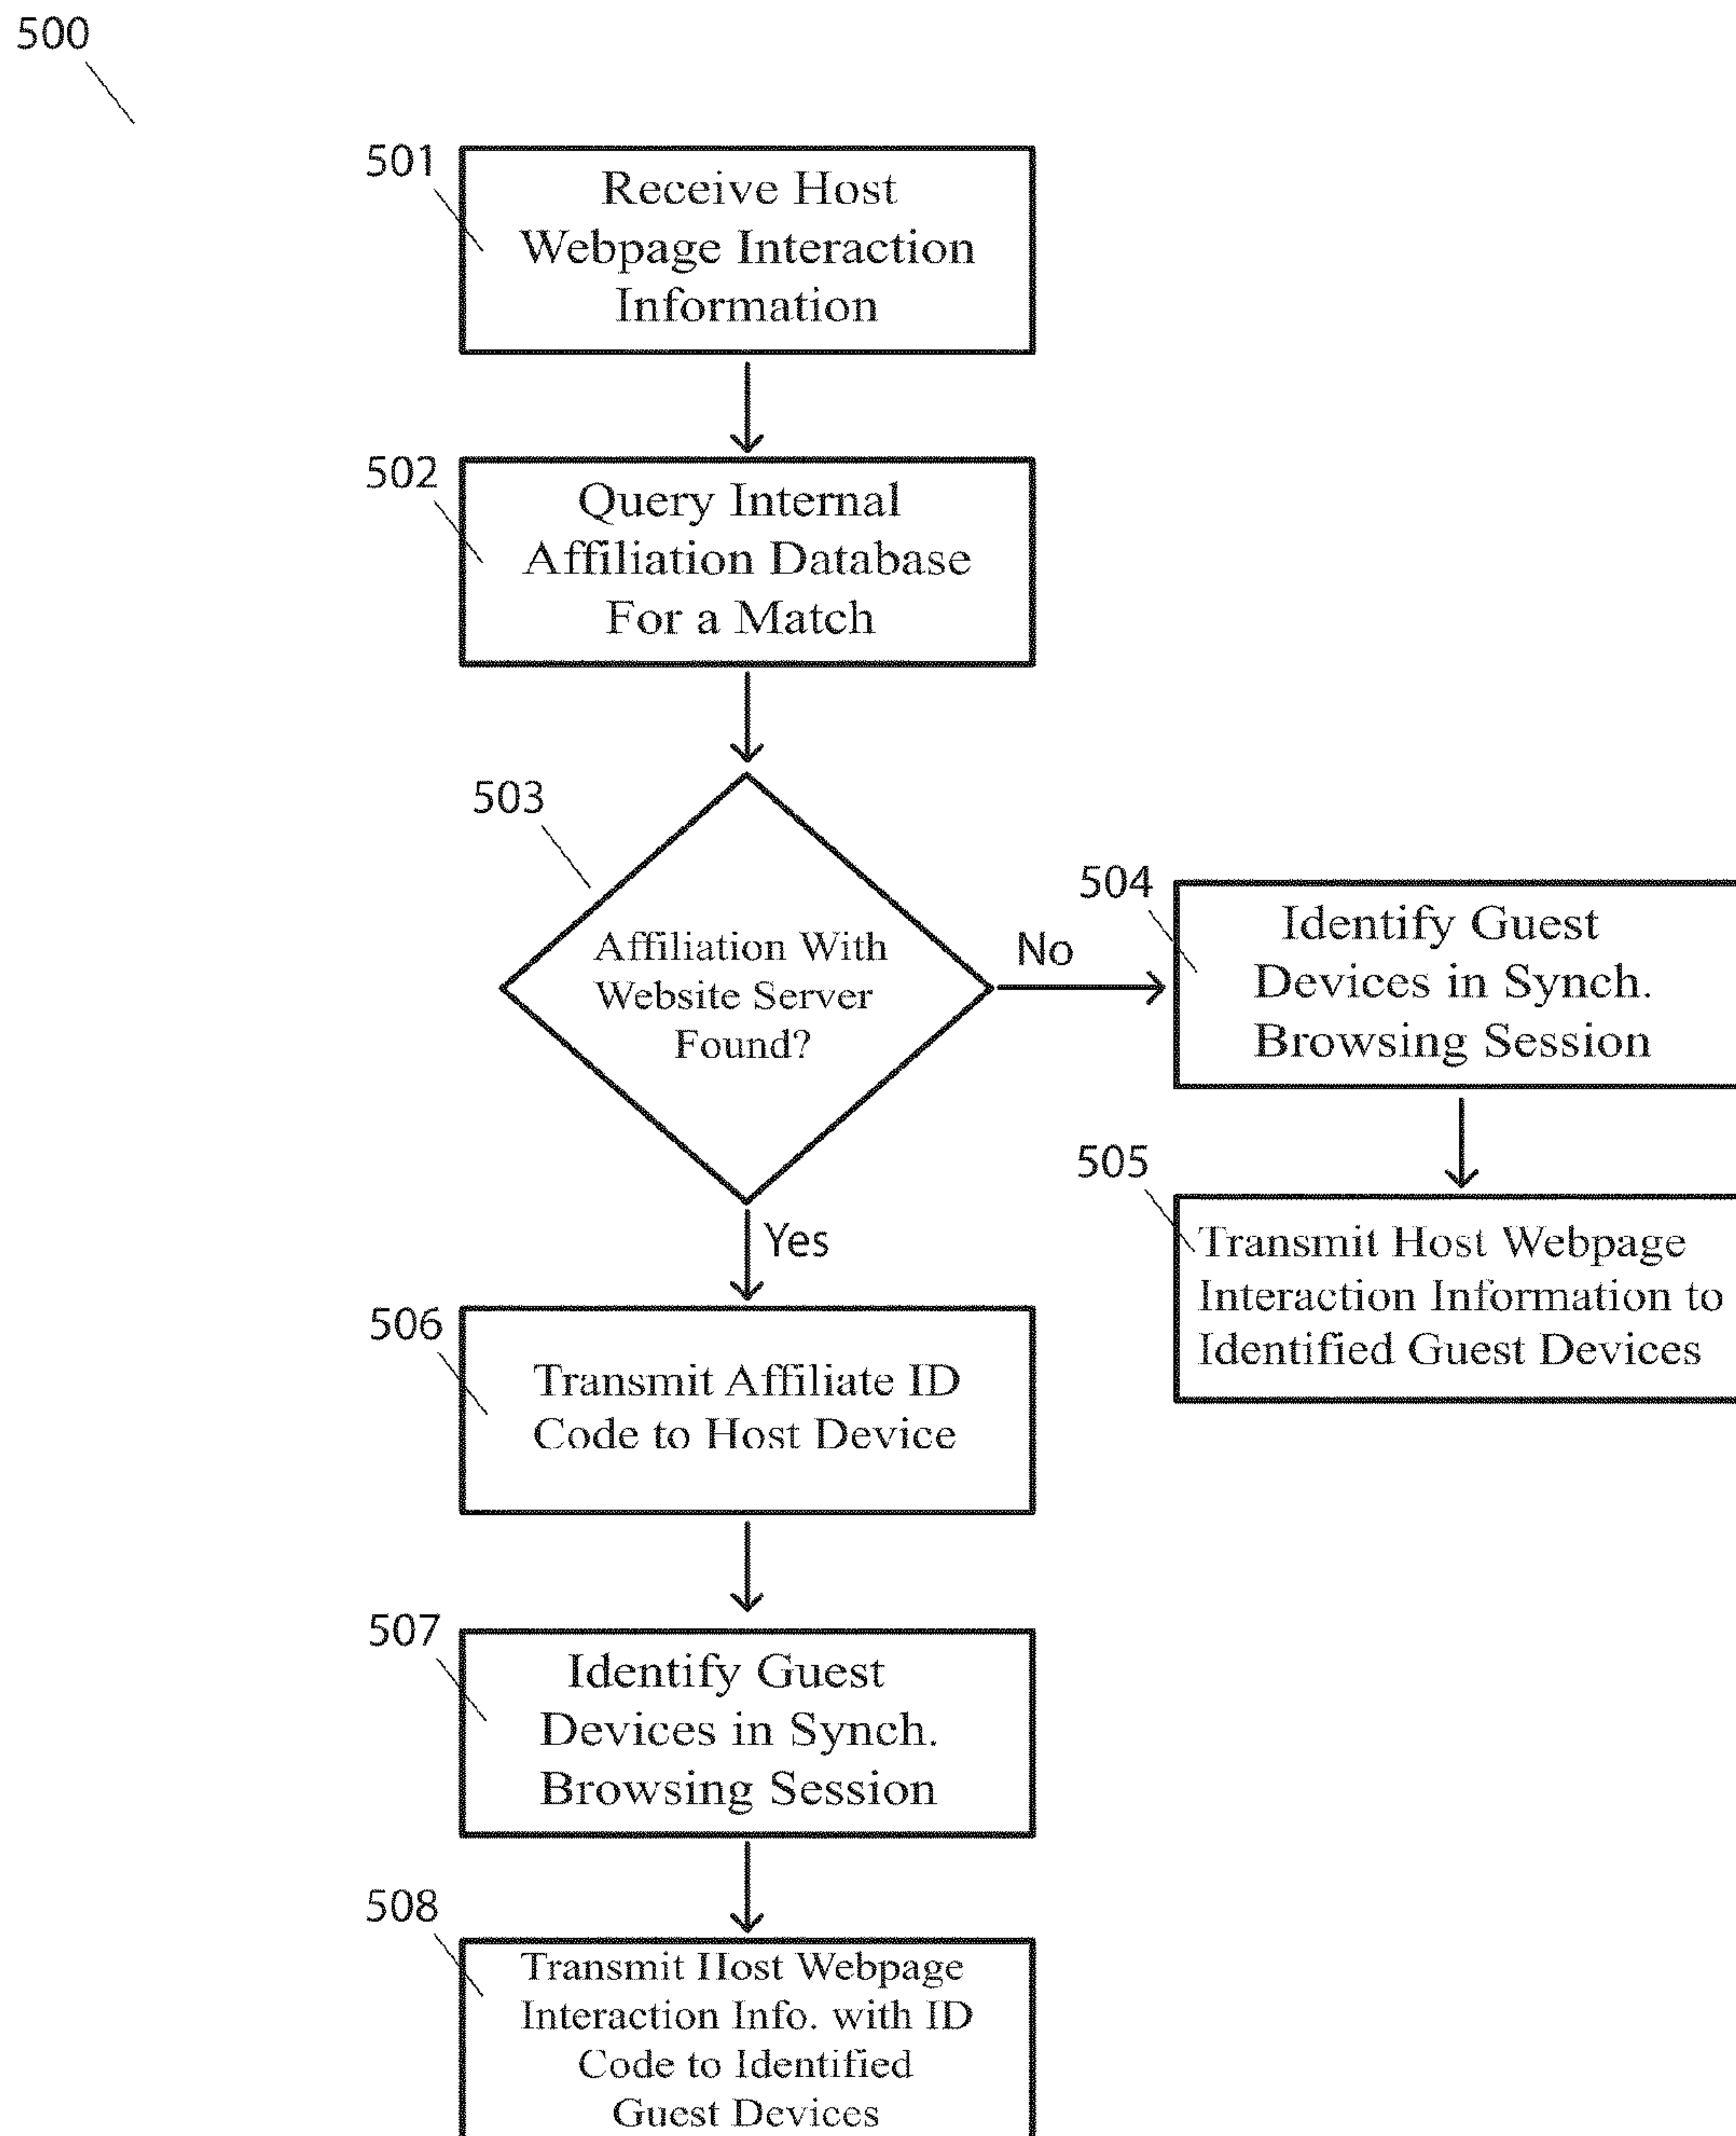 500
501
Receive Host
Webpage Interaction
Information
502
Query Internal
Affiliation Database
For a Match
503
Affiliation With
Website Server
Found?
No
504
Identify Guest
Devices in Synch.
Browsing Session
505
Transmit Host Webpage
Interaction Information to
Identified Guest Devices
Yes
506
Transmit Affiliate ID
Code to Host Device
507
Identify Guest
Devices in Synch.
Browsing Session
508
Transmit Host Webpage
Interaction Info. with ID
Code to Identified
Guest Devices